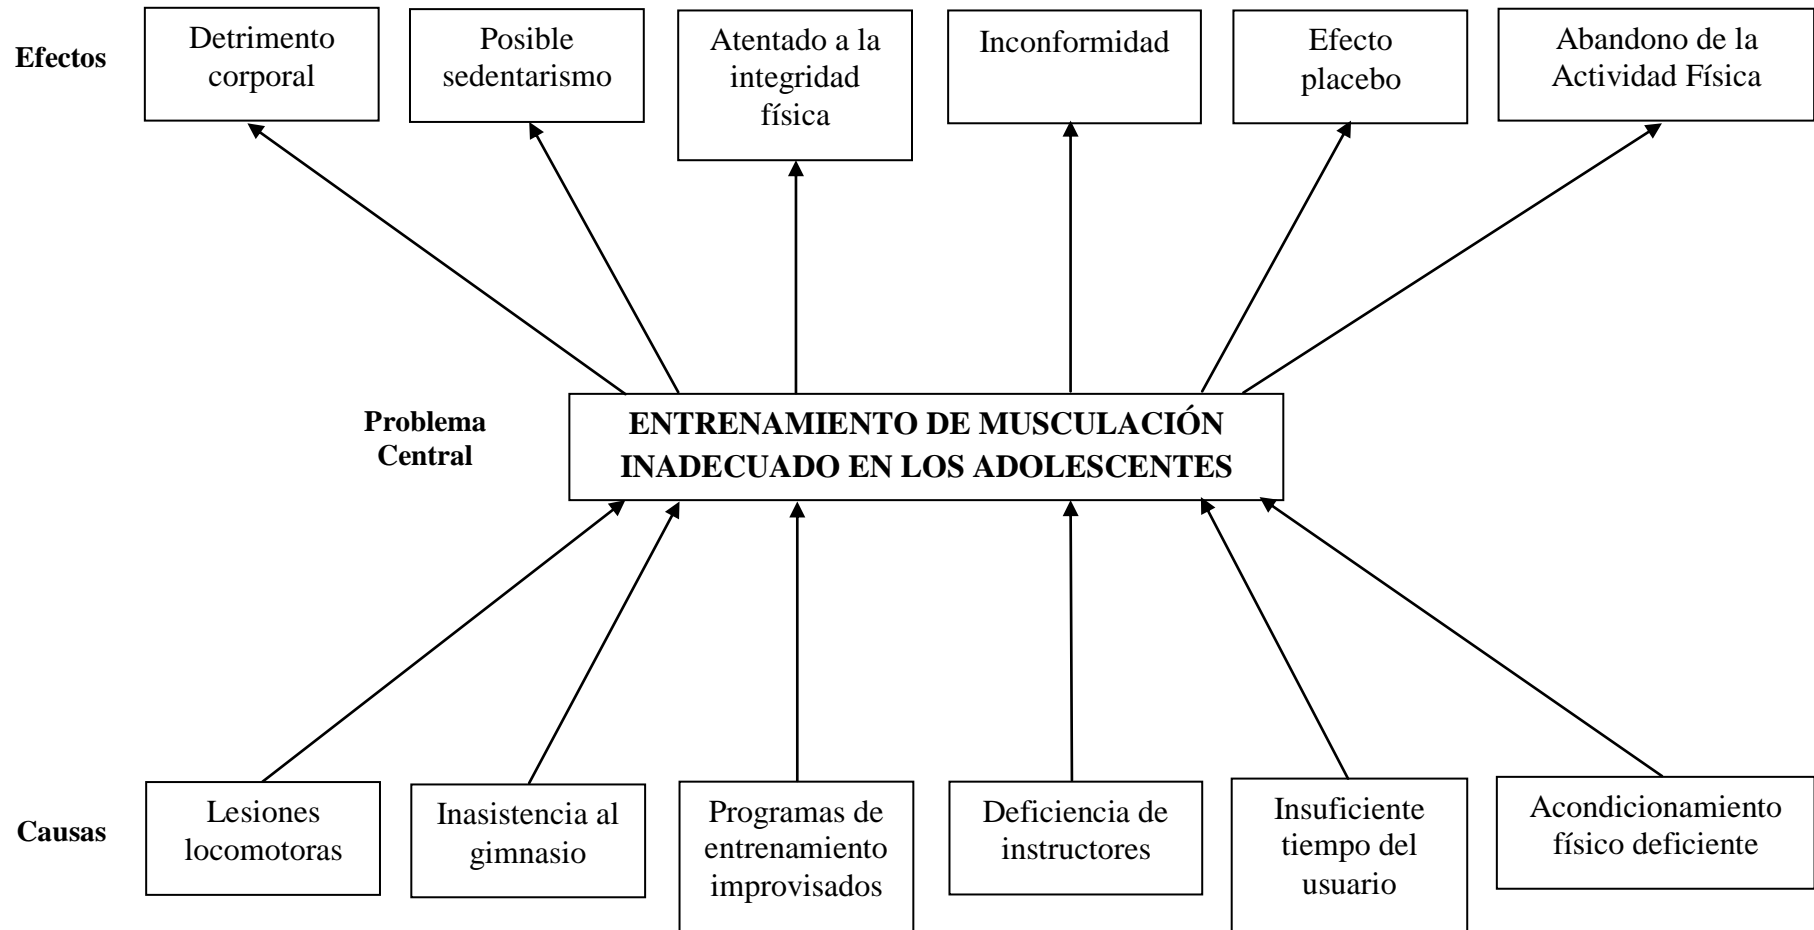 Efectos
Detrimento
corporal
Posible
sedentarismo
Atentado a la
integridad
física
Inconformidad
Efecto
placebo
Abandono de la
Actividad Física
Problema
Central
ENTRENAMIENTO DE MUSCULACIÓN
INADECUADO EN LOS ADOLESCENTES
Causas
Lesiones
locomotoras
Inasistencia al
gimnasio
Programas de
entrenamiento
improvisados
Deficiencia de
instructores
Insuficiente
tiempo del
usuario
Acondicionamiento
físico deficiente